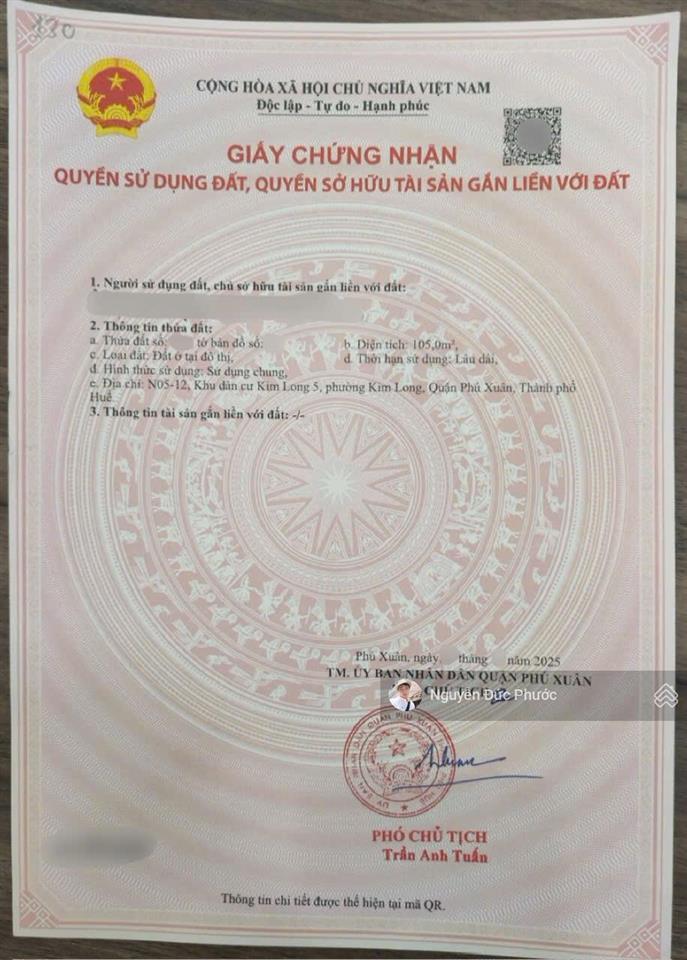 130
CỘNG HÒA XÃ HỘI CHỦ NGHĨA VIỆT NAM
Độc lập - Tự do - Hạnh phúc
GIẤY CHỨNG NHẬN
QUYỀN SỬ DỤNG ĐẤT, QUYỀN SỞ HỮU TÀI SẢN GẮN LIỀN VỚI ĐẤT
1. Người sử dụng đất, chủ sở hữu tài sản gắn liền với đất:
2. Thông tin thửa đất:
a. Thửa đất số: tờ bản đồ số: b. Diện tích: 105,0m²,
c. Loại đất: Đất ở tại đô thị, d. Thời hạn sử dụng: Lâu dài,
đ. Hình thức sử dụng: Sử dụng chung,
e. Địa chỉ: N05-12, Khu dân cư Kim Long 5, phường Kim Long, Quận Phú Xuân, Thành phố
Huế.
3. Thông tin tài sản gắn liền với đất: -/-
Phú Xuân, ngày tháng năm 2025
TM. ỦY BAN NHÂN DÂN QUẬN PHÚ XUÂN
Nguyễn Đức Phước
PHÓ CHỦ TỊCH
Trần Anh Tuấn
Thông tin chi tiết được thể hiện tại mã QR.